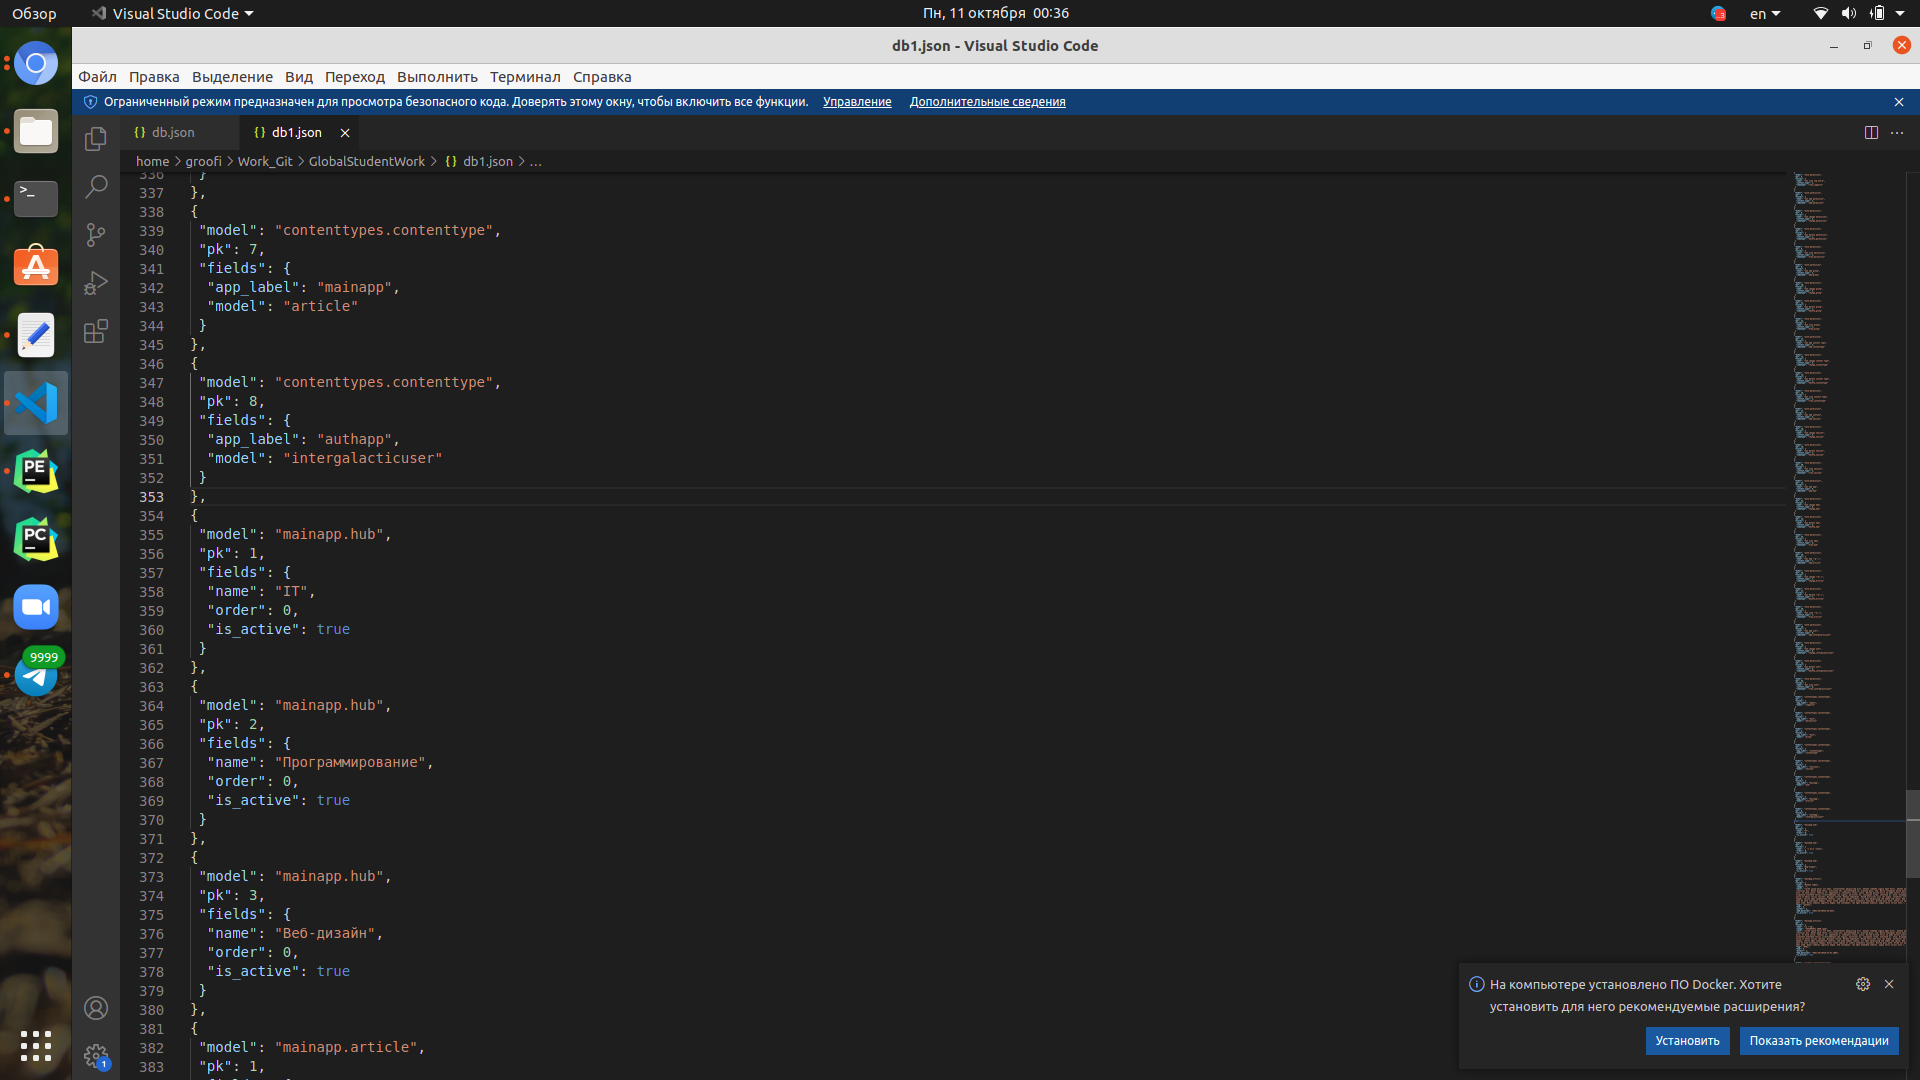 Обзор
Visual Studio Code
Пн, 11 октября 00:36
en
db1.json - Visual Studio Code
Файл Правка Выделение Вид Переход Выполнить Терминал Справка
Ограниченный режим предназначен для просмотра безопасного кода. Доверять этому окну, чтобы включить все функции. Управление Дополнительные сведения
{} db.json
{} db1.json
home > groofi > Work_Git > GlobalStudentWork > {} db1.json > ...
336 }
337 },
338 {
339 "model": "contenttypes.contenttype",
340 "pk": 7,
341 "fields": {
342 "app_label": "mainapp",
343 "model": "article"
344 }
345 },
346 {
347 "model": "contenttypes.contenttype",
348 "pk": 8,
349 "fields": {
350 "app_label": "authapp",
351 "model": "intergalacticuser"
352 }
353 },
354 {
355 "model": "mainapp.hub",
356 "pk": 1,
357 "fields": {
358 "name": "IT",
359 "order": 0,
360 "is_active": true
361 }
362 },
363 {
364 "model": "mainapp.hub",
365 "pk": 2,
366 "fields": {
367 "name": "Программирование",
368 "order": 0,
369 "is_active": true
370 }
371 },
372 {
373 "model": "mainapp.hub",
374 "pk": 3,
375 "fields": {
376 "name": "Веб-дизайн",
377 "order": 0,
378 "is_active": true
379 }
380 },
381 {
382 "model": "mainapp.article",
383 "pk": 1,
>_
PE
PC
9999
1
На компьютере установлено ПО Docker. Хотите
установить для него рекомендуемые расширения?
Установить
Показать рекомендации